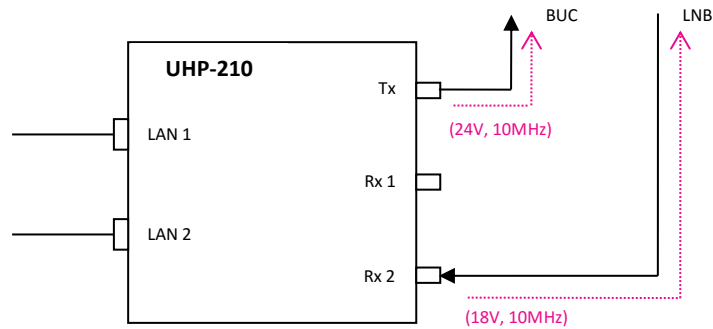 BUC
LNB
UHP-210
Tx
(24V, 10MHz)
LAN 1
Rx 1
LAN 2
Rx 2
(18V, 10MHz)